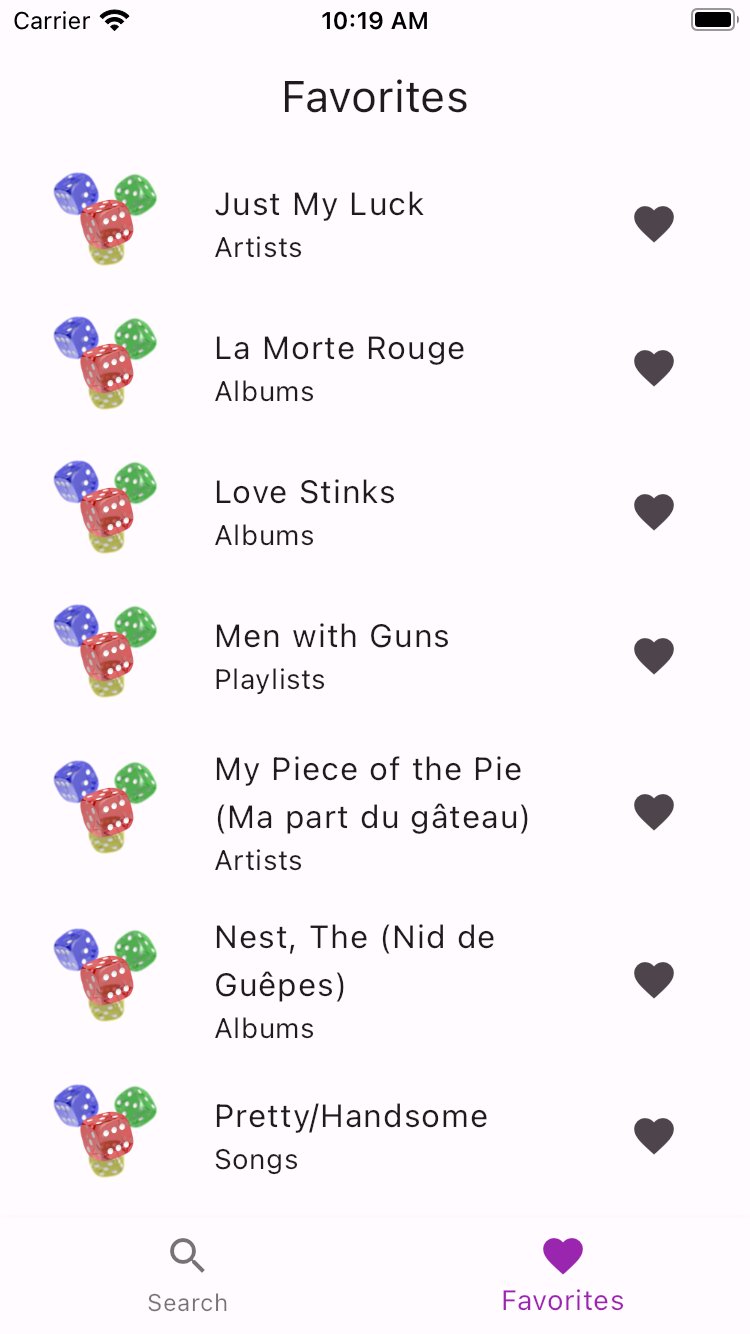 Carrier 10:19 AM
Favorites
Just My Luck
Artists
La Morte Rouge
Albums
Love Stinks
Albums
Men with Guns
Playlists
My Piece of the Pie
(Ma part du gâteau)
Artists
Nest, The (Nid de
Guêpes)
Albums
Pretty/Handsome
Songs
Search
Favorites